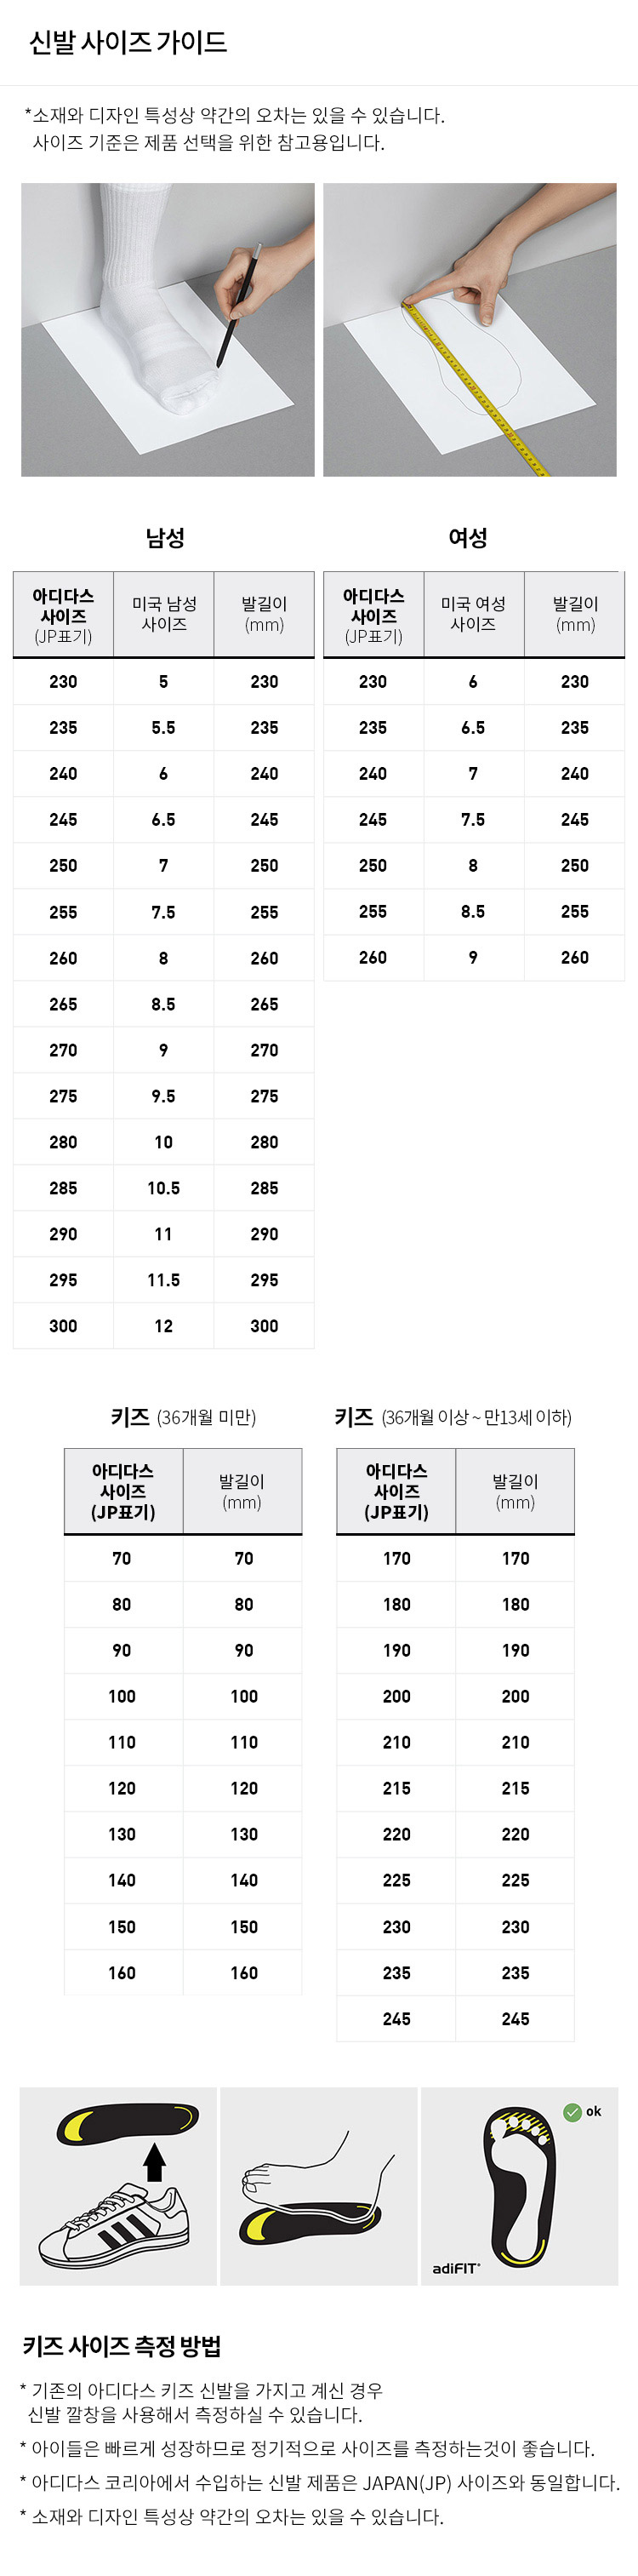 신발 사이즈 가이드
*소재와 디자인 특성상 약간의 오차는 있을 수 있습니다.
사이즈 기준은 제품 선택을 위한 참고용입니다.
남성
아디다스 사이즈 (JP표기) 미국 남성 사이즈 발길이 (mm)
230 5 230
235 5.5 235
240 6 240
245 6.5 245
250 7 250
255 7.5 255
260 8 260
265 8.5 265
270 9 270
275 9.5 275
280 10 280
285 10.5 285
290 11 290
295 11.5 295
300 12 300
여성
아디다스 사이즈 (JP표기) 미국 여성 사이즈 발길이 (mm)
230 6 230
235 6.5 235
240 7 240
245 7.5 245
250 8 250
255 8.5 255
260 9 260
키즈 (36개월 미만)
아디다스 사이즈 (JP표기) 발길이 (mm)
70 70
80 80
90 90
100 100
110 110
120 120
130 130
140 140
150 150
160 160
키즈 (36개월 이상 ~ 만13세 이하)
아디다스 사이즈 (JP표기) 발길이 (mm)
170 170
180 180
190 190
200 200
210 210
215 215
220 220
225 225
230 230
235 235
245 245
ok
adiFIT
키즈 사이즈 측정 방법
* 기존의 아디다스 키즈 신발을 가지고 계신 경우
신발 깔창을 사용해서 측정하실 수 있습니다.
* 아이들은 빠르게 성장하므로 정기적으로 사이즈를 측정하는것이 좋습니다.
* 아디다스 코리아에서 수입하는 신발 제품은 JAPAN(JP) 사이즈와 동일합니다.
* 소재와 디자인 특성상 약간의 오차는 있을 수 있습니다.